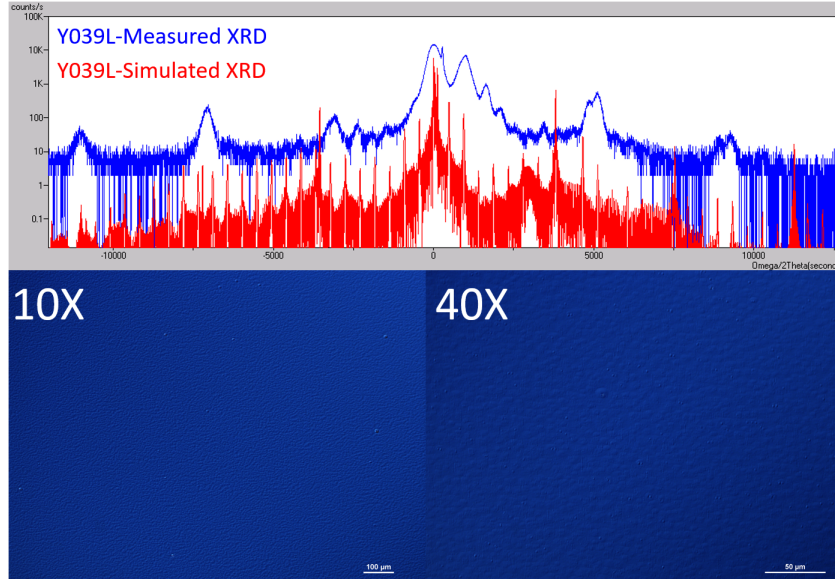 counts/s
100K
Y039L-Measured XRD
10K
Y039L-Simulated XRD
1K
100
10
1
0.1
-10000
-5000
0
5000
10000
Omega/2Theta(second
10X
40X
100 µm
50 µm